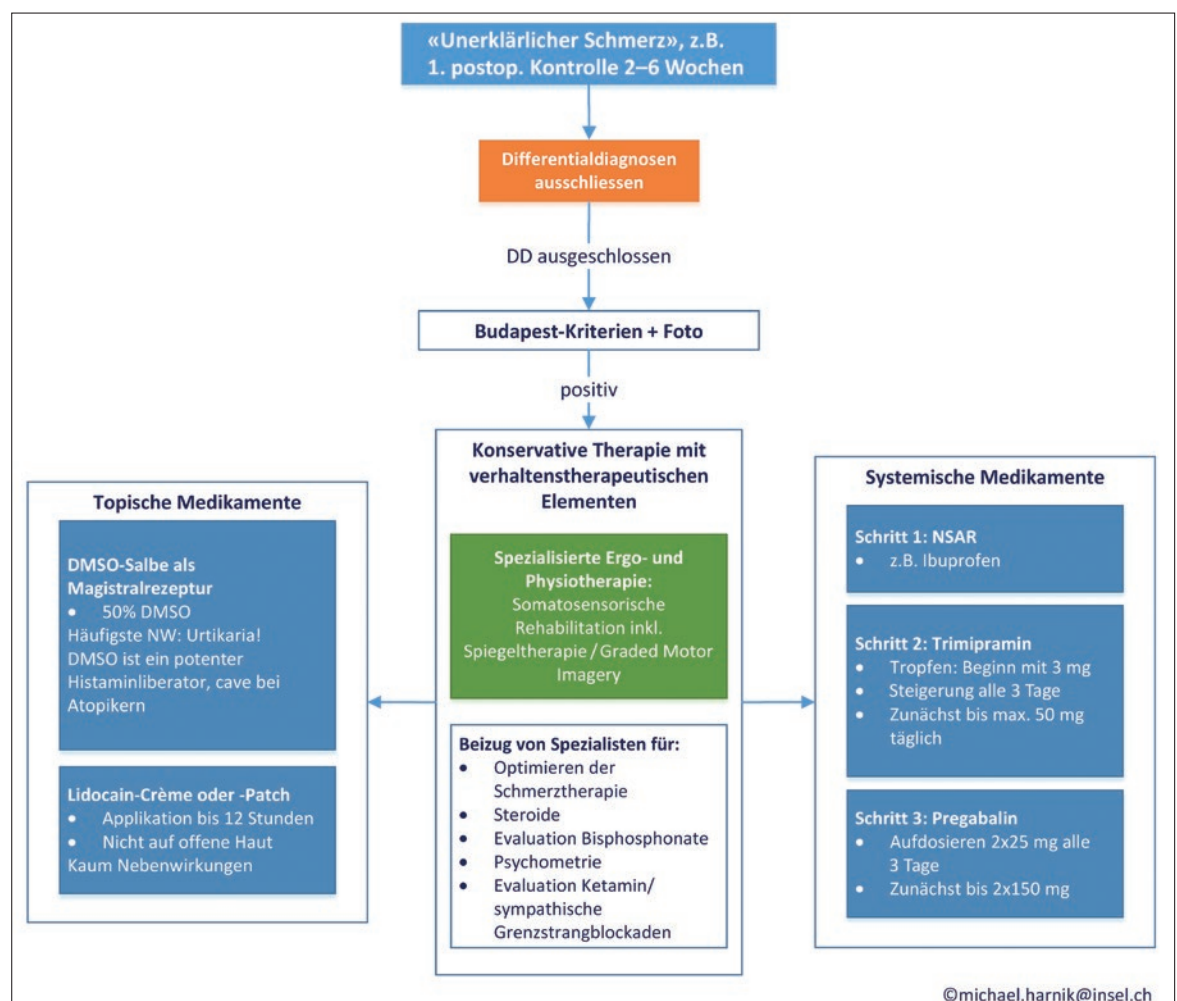 «Unerklärlicher Schmerz», z.B.
1. postop. Kontrolle 2–6 Wochen
Differentialdiagnosen
ausschliessen
DD ausgeschlossen
Budapest-Kriterien + Foto
positiv
Topische Medikamente
DMSO-Salbe als
Magistralrezeptur
• 50% DMSO
Häufigste NW: Urtikaria!
DMSO ist ein potenter
Histaminliberator, cave bei
Atopikern
Lidocain-Crème oder -Patch
• Applikation bis 12 Stunden
• Nicht auf offene Haut
Kaum Nebenwirkungen
Konservative Therapie mit
verhaltenstherapeutischen
Elementen
Spezialisierte Ergo- und
Physiotherapie:
Somatosensorische
Rehabilitation inkl.
Spiegeltherapie / Graded Motor
Imagery
Beizug von Spezialisten für:
• Optimieren der
Schmerztherapie
• Steroide
• Evaluation Bisphosphonate
• Psychometrie
• Evaluation Ketamin/
sympathische
Grenzstrangblockaden
Systemische Medikamente
Schritt 1: NSAR
• z.B. Ibuprofen
Schritt 2: Trimipramin
• Tropfen: Beginn mit 3 mg
• Steigerung alle 3 Tage
• Zunächst bis max. 50 mg
täglich
Schritt 3: Pregabalin
• Aufdosieren 2x25 mg alle
3 Tage
• Zunächst bis 2x150 mg
©michael.harnik@insel.ch